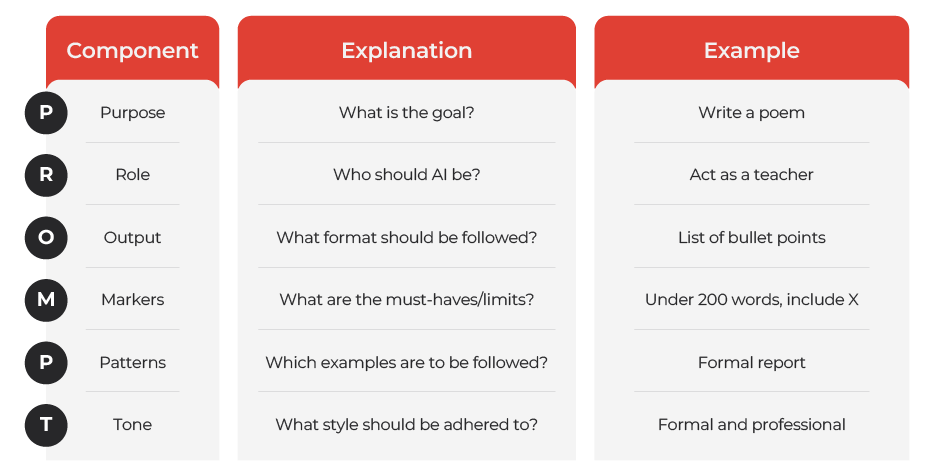 Component Explanation Example
P Purpose What is the goal? Write a poem
R Role Who should AI be? Act as a teacher
O Output What format should be followed? List of bullet points
M Markers What are the must-haves/limits? Under 200 words, include X
P Patterns Which examples are to be followed? Formal report
T Tone What style should be adhered to? Formal and professional